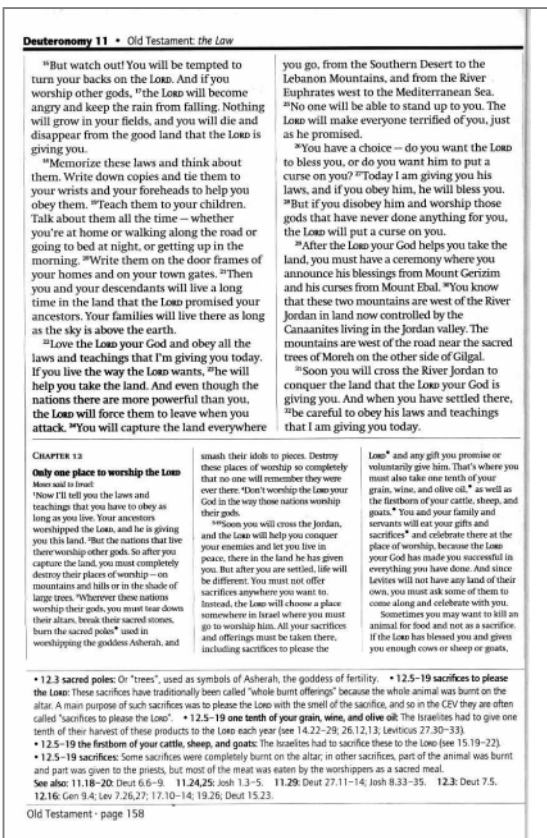 Deuteronomy 11 • Old Testament: the Law
¹⁶But watch out! You will be tempted to
turn your backs on the LORD. And if you
worship other gods, ¹⁷the LORD will become
angry and keep the rain from falling. Nothing
will grow in your fields, and you will die and
disappear from the good land that the LORD is
giving you.
¹⁸Memorize these laws and think about
them. Write down copies and tie them to
your wrists and your foreheads to help you
obey them. ¹⁹Teach them to your children.
Talk about them all the time — whether
you're at home or walking along the road or
going to bed at night, or getting up in the
morning. ²⁰Write them on the door frames of
your homes and on your town gates. ²¹Then
you and your descendants will live a long
time in the land that the LORD promised your
ancestors. Your families will live there as long
as the sky is above the earth.
²²Love the LORD your God and obey all the
laws and teachings that I'm giving you today.
If you live the way the LORD wants, ²³he will
help you take the land. And even though the
nations there are more powerful than you,
the LORD will force them to leave when you
attack. ²⁴You will capture the land everywhere
you go, from the Southern Desert to the
Lebanon Mountains, and from the River
Euphrates west to the Mediterranean Sea.
²⁵No one will be able to stand up to you. The
LORD will make everyone terrified of you, just
as he promised.
²⁶You have a choice — do you want the LORD
to bless you, or do you want him to put a
curse on you? ²⁷Today I am giving you his
laws, and if you obey him, he will bless you.
²⁸But if you disobey him and worship those
gods that have never done anything for you,
the LORD will put a curse on you.
²⁹After the LORD your God helps you take the
land, you must have a ceremony where you
announce his blessings from Mount Gerizim
and his curses from Mount Ebal. ³⁰You know
that these two mountains are west of the River
Jordan in land now controlled by the
Canaanites living in the Jordan valley. The
mountains are west of the road near the sacred
trees of Moreh on the other side of Gilgal.
³¹Soon you will cross the River Jordan to
conquer the land that the LORD your God is
giving you. And when you have settled there,
³²be careful to obey his laws and teachings
that I am giving you today.
CHAPTER 12
Only one place to worship the LORD
Moses said to Israel:
¹Now I'll tell you the laws and
teachings that you have to obey as
long as you live. Your ancestors
worshipped the LORD, and he is giving
you this land. ²But the nations that live
there worship other gods. So after you
capture the land, you must completely
destroy their places of worship — on
mountains and hills or in the shade of
large trees. ³Wherever these nations
worship their gods, you must tear down
their altars, break their sacred stones,
burn the sacred poles* used in
worshipping the goddess Asherah, and
smash their idols to pieces. Destroy
these places of worship so completely
that no one will remember they were
ever there. ⁴Don't worship the LORD your
God in the way those nations worship
their gods.
⁵⁻¹⁹Soon you will cross the Jordan,
and the LORD will help you conquer
your enemies and let you live in
peace, there in the land he has given
you. But after you are settled, life will
be different. You must not offer
sacrifices anywhere you want to.
Instead, the LORD will choose a place
somewhere in Israel where you must
go to worship him. All your sacrifices
and offerings must be taken there,
including sacrifices to please the
LORD* and any gift you promise or
voluntarily give him. That's where you
must also take one tenth of your
grain, wine, and olive oil,* as well as
the firstborn of your cattle, sheep, and
goats.* You and your family and
servants will eat your gifts and
sacrifices* and celebrate there at the
place of worship, because the LORD
your God has made you successful in
everything you have done. And since
Levites will not have any land of their
own, you must ask some of them to
come along and celebrate with you.
Sometimes you may want to kill an
animal for food and not as a sacrifice.
If the LORD has blessed you and given
you enough cows or sheep or goats,
• 12.3 sacred poles: Or "trees", used as symbols of Asherah, the goddess of fertility. • 12.5–19 sacrifices to please
the LORD: These sacrifices have traditionally been called "whole burnt offerings" because the whole animal was burnt on the
altar. A main purpose of such sacrifices was to please the LORD with the smell of the sacrifice, and so in the CEV they are often
called "sacrifices to please the LORD". • 12.5–19 one tenth of your grain, wine, and olive oil: The Israelites had to give one
tenth of their harvest of these products to the LORD each year (see 14.22–29; 26.12,13; Leviticus 27.30–33).
• 12.5–19 the firstborn of your cattle, sheep, and goats: The Israelites had to sacrifice these to the LORD (see 15.19–22).
• 12.5–19 sacrifices: Some sacrifices were completely burnt on the altar; in other sacrifices, part of the animal was burnt
and part was given to the priests, but most of the meat was eaten by the worshippers as a sacred meal.
See also: 11.18–20: Deut 6.6–9. 11.24,25: Josh 1.3–5. 11.29: Deut 27.11–14; Josh 8.33–35. 12.3: Deut 7.5.
12.16: Gen 9.4; Lev 7.26,27; 17.10–14; 19.26; Deut 15.23.
Old Testament - page 158